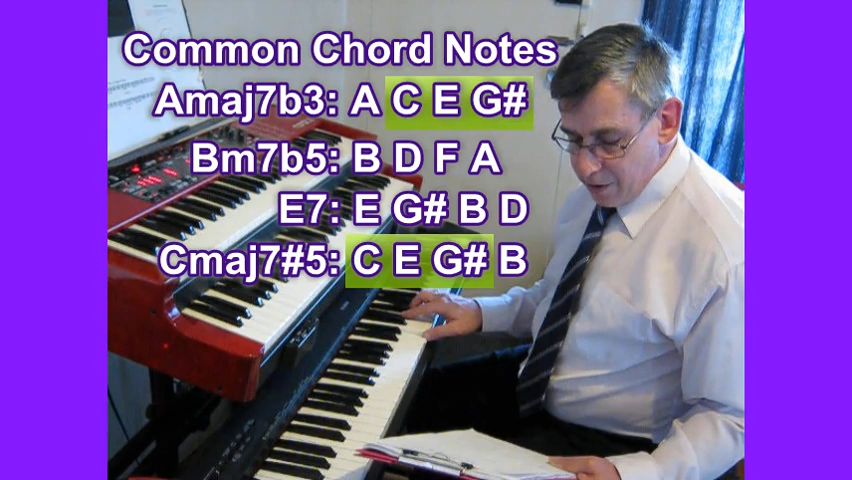 Common Chord Notes
Amaj7b3: A C E G#
Bm7b5: B D F A
E7: E G# B D
Cmaj7#5: C E G# B